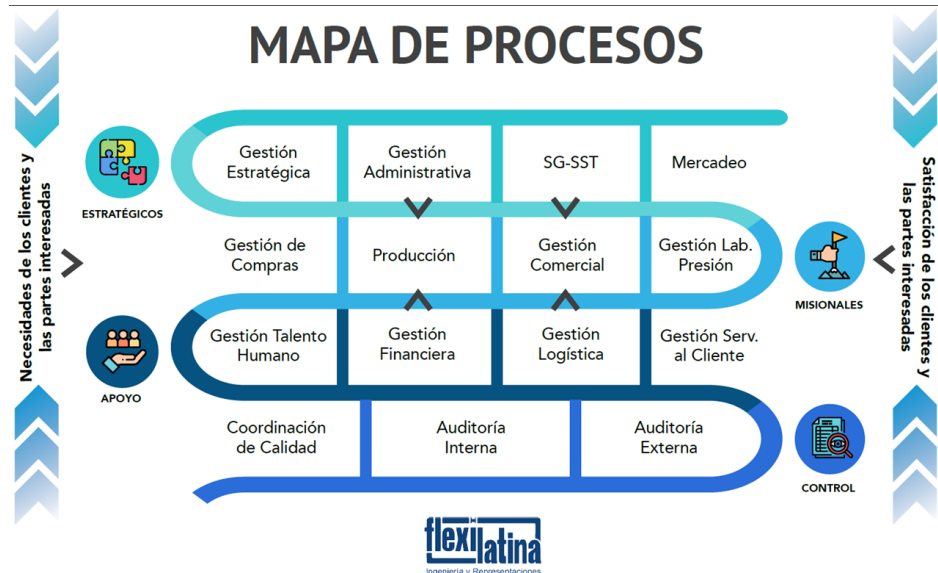 MAPA DE PROCESOS
Necesidades de los clientes y
las partes interesadas
ESTRATÉGICOS
Gestión
Estratégica
Gestión
Administrativa
SG-SST
Mercadeo
Gestión de
Compras
Producción
Gestión
Comercial
Gestión Lab.
Presión
MISIONALES
APOYO
Gestión Talento
Humano
Gestión
Financiera
Gestión
Logística
Gestión Serv.
al Cliente
Coordinación
de Calidad
Auditoría
Interna
Auditoría
Externa
CONTROL
Satisfacción de los clientes y
las partes interesadas
flexilatina
Ingeniería y Representaciones